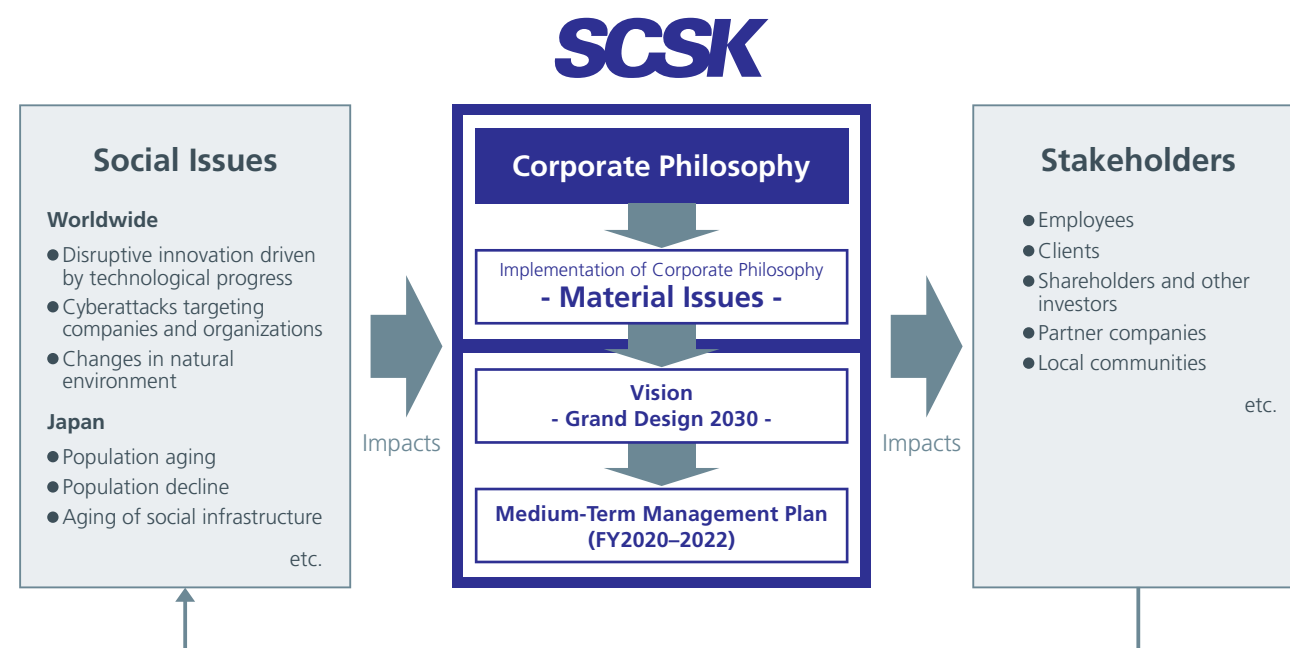 SCSK
Social Issues
Worldwide
●Disruptive innovation driven
by technological progress
●Cyberattacks targeting
companies and organizations
●Changes in natural
environment
Japan
●Population aging
●Population decline
●Aging of social infrastructure
etc.
Impacts
Corporate Philosophy
Implementation of Corporate Philosophy
- Material Issues -
Vision
- Grand Design 2030 -
Medium-Term Management Plan
(FY2020–2022)
Impacts
Stakeholders
●Employees
●Clients
●Shareholders and other
investors
●Partner companies
●Local communities
etc.